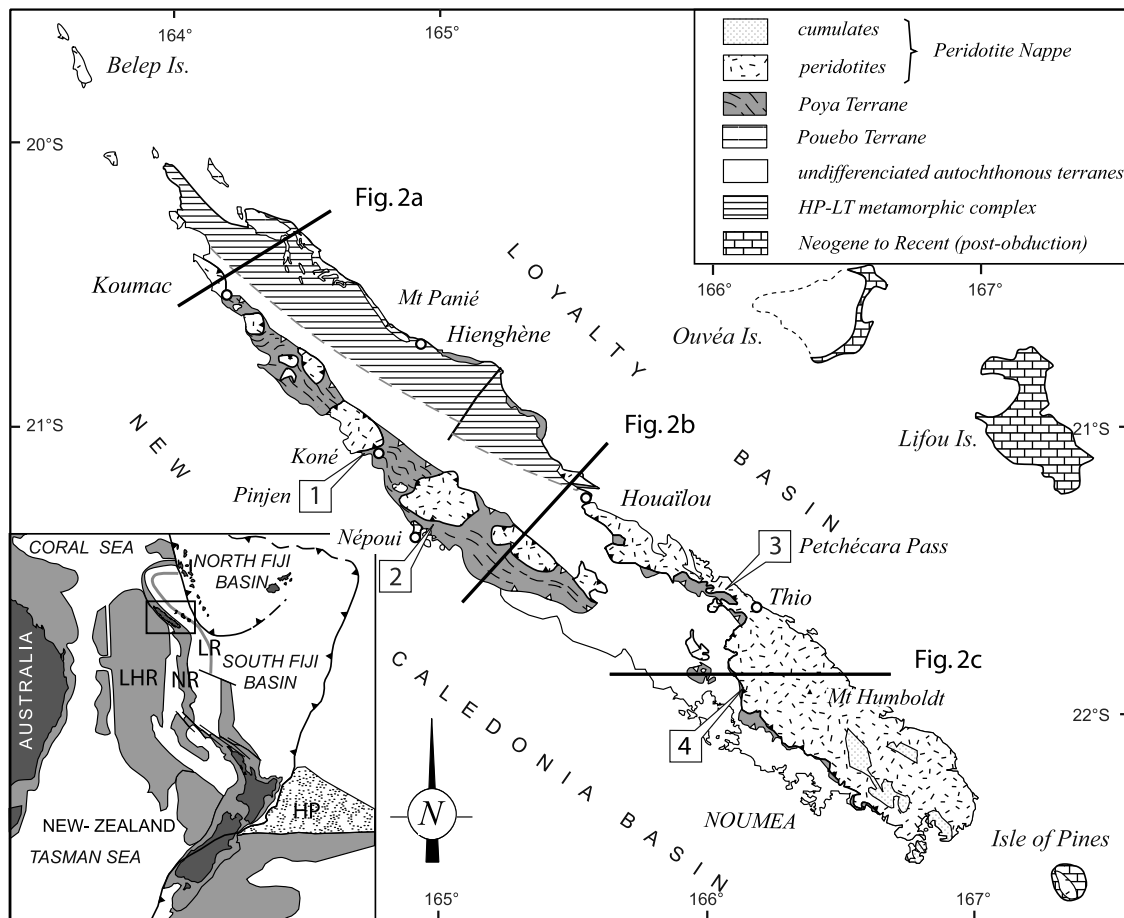 164°
165°
Belep Is.
cumulates
peridotites
Peridotite Nappe
Poya Terrane
Pouebo Terrane
undifferenciated autochthonous terranes
HP-LT metamorphic complex
Neogene to Recent (post-obduction)
20°S
Fig. 2a
166°
167°
Koumac
Mt Panié
Hienghène
LOYALTY
BASIN
Ouvéa Is.
21°S
21°S
Lifou Is.
NEW
CALEDONIA
BASIN
Fig. 2b
Koné
Pinjen
1
Houaïlou
Népoui
2
3
Petchécara Pass
Thio
Fig. 2c
Mt Humboldt
22°S
4
NOUMEA
Isle of Pines
N
165°
166°
167°
CORAL SEA
NORTH FIJI
BASIN
AUSTRALIA
LHR
NR
LR
SOUTH FIJI
BASIN
HP
NEW- ZEALAND
TASMAN SEA